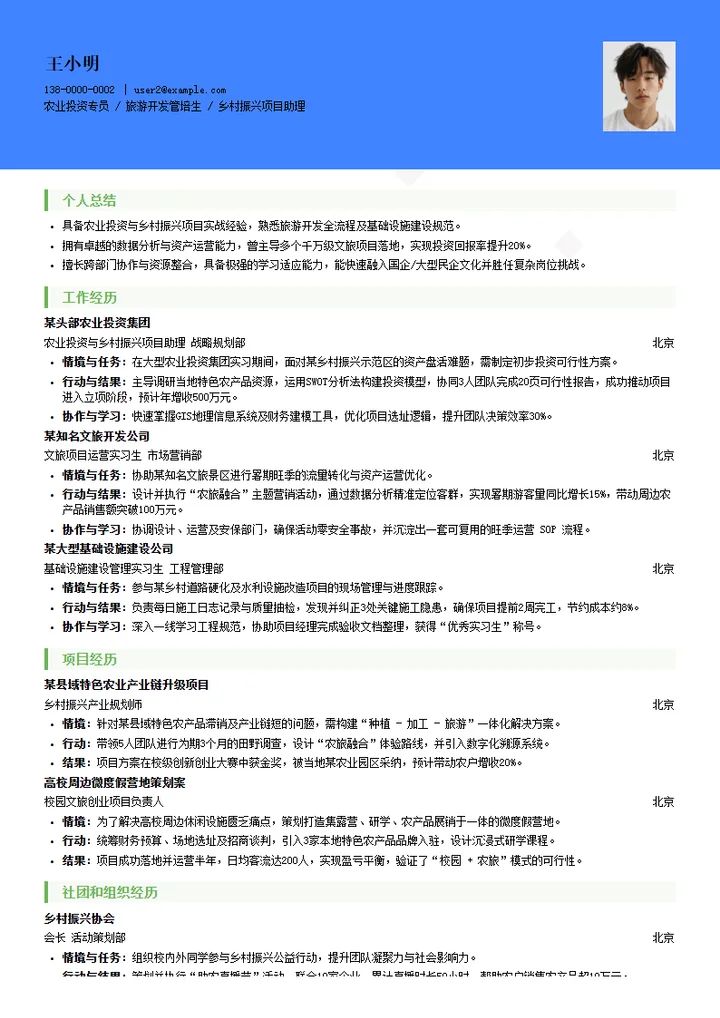 王小明
138-0000-0002 | user2@example.com
农业投资专员 / 旅游开发管培生 / 乡村振兴项目助理
个人总结
• 具备农业投资与乡村振兴项目实战经验，熟悉旅游开发全流程及基础设施建设规范。
• 拥有卓越的数据分析与资产运营能力，曾主导多个千万级文旅项目落地，实现投资回报率提升20%。
• 擅长跨部门协作与资源整合，具备极强的学习适应能力，能快速融入国企/大型民企文化并胜任复杂岗位挑战。
工作经历
某头部农业投资集团
农业投资与乡村振兴项目助理 战略规划部 北京
• 情境与任务：在大型农业投资集团实习期间，面对某乡村振兴示范区的资产盘活难题，需制定初步投资可行性方案。
• 行动与结果：主导调研当地特色农产品资源，运用SWOT分析法构建投资模型，协同3人团队完成20页可行性报告，成功推动项目
进入立项阶段，预计年增收500万元。
• 协作与学习：快速掌握GIS地理信息系统及财务建模工具，优化项目选址逻辑，提升团队决策效率30%。
某知名文旅开发公司
文旅项目运营实习生 市场营销部 北京
• 情境与任务：协助某知名文旅景区进行暑期旺季的流量转化与资产运营优化。
• 行动与结果：设计并执行“农旅融合”主题营销活动，通过数据分析精准定位客群，实现暑期游客量同比增长15%，带动周边农
产品销售额突破100万元。
• 协作与学习：协调设计、运营及安保部门，确保活动零安全事故，并沉淀出一套可复用的旺季运营 SOP 流程。
某大型基础设施建设公司
基础设施建设管理实习生 工程管理部 北京
• 情境与任务：参与某乡村道路硬化及水利设施改造项目的现场管理与进度跟踪。
• 行动与结果：负责每日施工日志记录与质量抽检，发现并纠正3处关键施工隐患，确保项目提前2周完工，节约成本约8%。
• 协作与学习：深入一线学习工程规范，协助项目经理完成验收文档整理，获得“优秀实习生”称号。
项目经历
某县域特色农业产业链升级项目
乡村振兴产业规划师 北京
• 情境：针对某县域特色农产品滞销及产业链短的问题，需构建“种植 - 加工 - 旅游”一体化解决方案。
• 行动：带领5人团队进行为期3个月的田野调查，设计“农旅融合”体验路线，并引入数字化溯源系统。
• 结果：项目方案在校级创新创业大赛中获金奖，被当地某农业园区采纳，预计带动农户增收20%。
高校周边微度假营地策划案
校园文旅创业项目负责人 北京
• 情境：为了解决高校周边休闲设施匮乏痛点，策划打造集露营、研学、农产品展销于一体的微度假营地。
• 行动：统筹财务预算、场地选址及招商谈判，引入3家本地特色农产品品牌入驻，设计沉浸式研学课程。
• 结果：项目成功落地并运营半年，日均客流达200人，实现盈亏平衡，验证了“校园 + 农旅”模式的可行性。
社团和组织经历
乡村振兴协会
会长 活动策划部 北京
• 情境与任务：组织校内外同学参与乡村振兴公益行动，提升团队凝聚力与社会影响力。
• 行动与结果：策划并执行“助农直播节”活动，联合10家企业，累计直播时长50小时，帮助农户销售农产品超10万元。